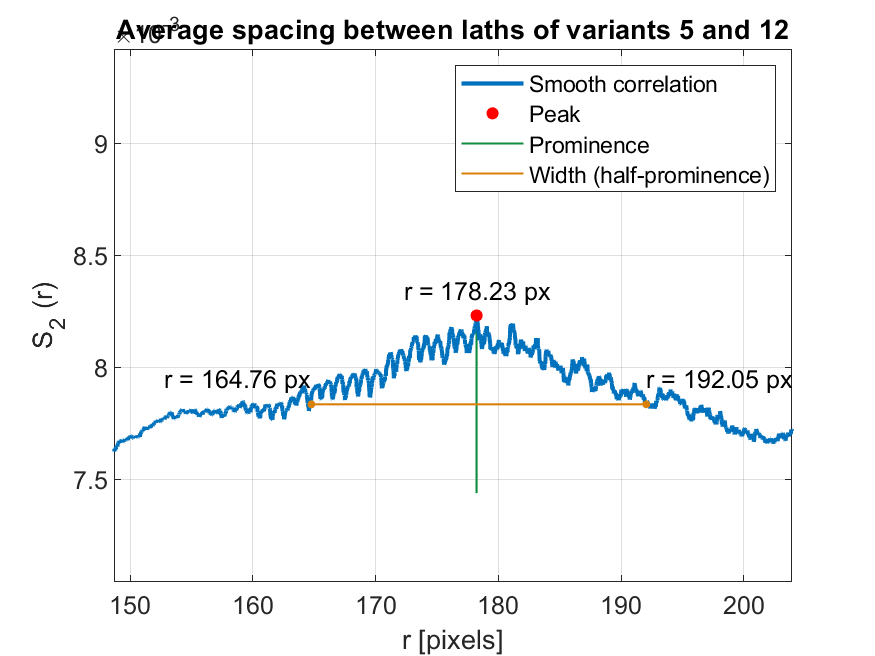 Average spacing between laths of variants 5 and 12
× 10-3
Smooth correlation
Peak
Prominence
Width (half-prominence)
9
8.5
8
7.5
S2 (r)
r = 178.23 px
r = 164.76 px
r = 192.05 px
150 160 170 180 190 200
r [pixels]